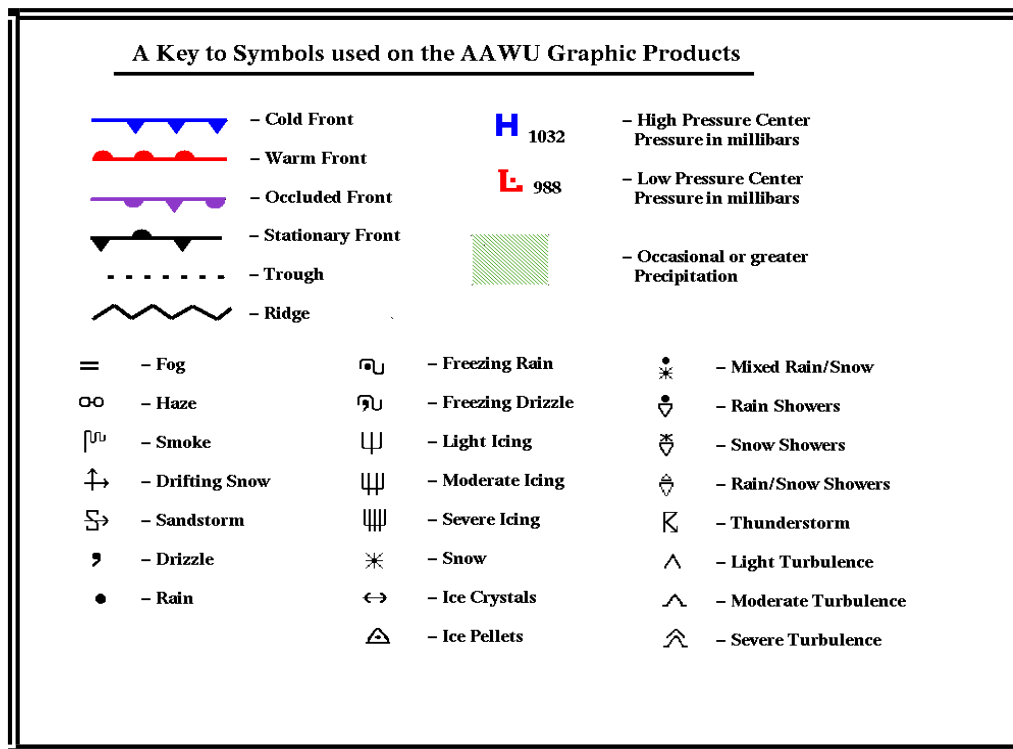 A Key to Symbols used on the AAWU Graphic Products
– Cold Front
– Warm Front
– Occluded Front
– Stationary Front
– Trough
– Ridge
H 1032
– High Pressure Center
Pressure in millibars
L 988
– Low Pressure Center
Pressure in millibars
– Occasional or greater
Precipitation
– Fog
– Haze
– Smoke
– Drifting Snow
– Sandstorm
– Drizzle
– Rain
– Freezing Rain
– Freezing Drizzle
– Light Icing
– Moderate Icing
– Severe Icing
– Snow
– Ice Crystals
– Ice Pellets
– Mixed Rain/Snow
– Rain Showers
– Snow Showers
– Rain/Snow Showers
– Thunderstorm
– Light Turbulence
– Moderate Turbulence
– Severe Turbulence